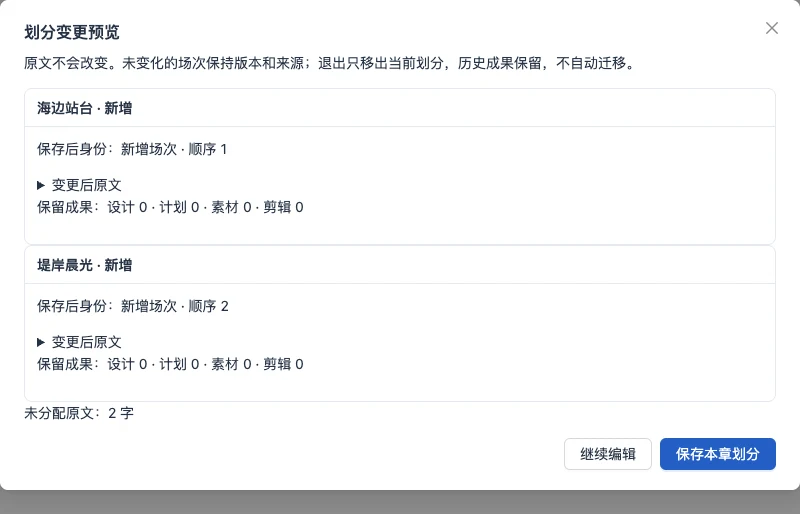 划分变更预览
原文不会改变。未变化的场次保持版本和来源；退出只移出当前划分，历史成果保留，不自动迁移。
海边站台 · 新增
保存后身份：新增场次 · 顺序 1
变更后原文
保留成果：设计 0 · 计划 0 · 素材 0 · 剪辑 0
堤岸晨光 · 新增
保存后身份：新增场次 · 顺序 2
变更后原文
保留成果：设计 0 · 计划 0 · 素材 0 · 剪辑 0
未分配原文：2 字
继续编辑
保存本章划分